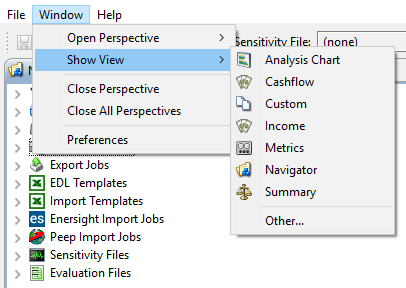 File Window Help
Open Perspective
Show View
Close Perspective
Close All Perspectives
Preferences
Sensitivity File: (none)
Analysis Chart
Cashflow
Custom
Income
Metrics
Navigator
Summary
Other...
N
Export Jobs
EDL Templates
Import Templates
es Enersight Import Jobs
Peep Import Jobs
Sensitivity Files
Evaluation Files